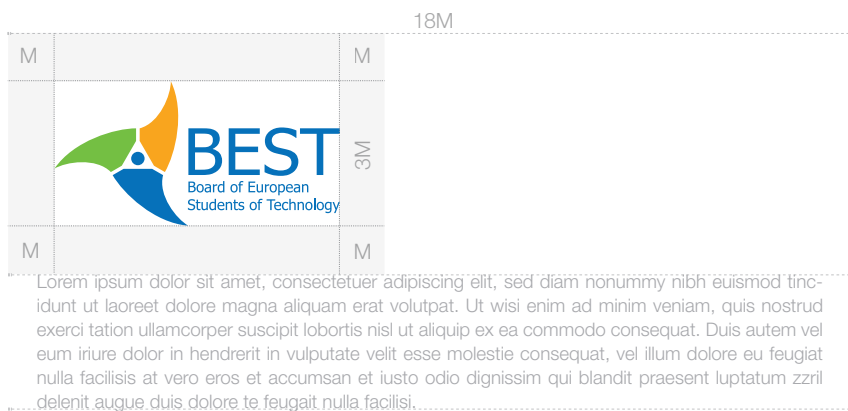 18M
M
M
BEST
Board of European
Students of Technology
3M
M
M
Lorem ipsum dolor sit amet, consectetuer adipiscing elit, sed diam nonummy nibh euismod tinc-
idunt ut laoreet dolore magna aliquam erat volutpat. Ut wisi enim ad minim veniam, quis nostrud
exerci tation ullamcorper suscipit lobortis nisl ut aliquip ex ea commodo consequat. Duis autem vel
eum iriure dolor in hendrerit in vulputate velit esse molestie consequat, vel illum dolore eu feugiat
nulla facilisis at vero eros et accumsan et iusto odio dignissim qui blandit praesent luptatum zzril
delenit augue duis dolore te feugait nulla facilisi.